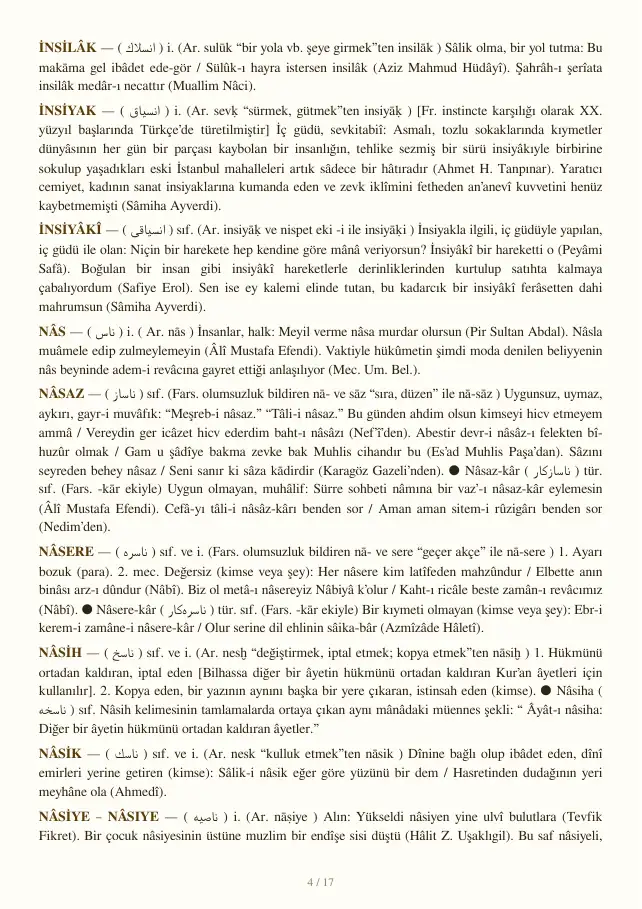 İNSİLÂK — ( انسلاك ) i. (Ar. sulūk “bir yola vb. şeye girmek”ten insilāk ) Sâlik olma, bir yol tutma: Bu
makāma gel ibâdet ede-gör / Sülûk-ı hayra istersen insilâk (Aziz Mahmud Hüdâyî). Şahrâh-ı şerîata
insilâk medâr-ı necattır (Muallim Nâci).
İNSİYAK — ( انسياق ) i. (Ar. sevḳ “sürmek, gütmek”ten insiyāḳ ) [Fr. instincte karşılığı olarak XX.
yüzyıl başlarında Türkçe’de türetilmiştir] İç güdü, sevkitabiî: Asmalı, tozlu sokaklarında kıymetler
dünyâsının her gün bir parçası kaybolan bir insanlığın, tehlike sezmiş bir sürü insiyâkıyle birbirine
sokulup yaşadıkları eski İstanbul mahalleleri artık sâdece bir hâtıradır (Ahmet H. Tanpınar). Yaratıcı
cemiyet, kadının sanat insiyaklarına kumanda eden ve zevk iklîmini fetheden an’anevî kuvvetini henüz
kaybetmemişti (Sâmiha Ayverdi).
İNSİYÂKÎ — ( انسياقى ) sıf. (Ar. insiyāḳ ve nispet eki -і ile insiyāḳі ) İnsiyakla ilgili, iç güdüyle yapılan,
iç güdü ile olan: Niçin bir harekete hep kendine göre mânâ veriyorsun? İnsiyâkî bir hareketti o (Peyâmi
Safâ). Boğulan bir insan gibi insiyâkî hareketlerle derinliklerinden kurtulup satıhta kalmaya
çabalıyordum (Safiye Erol). Sen ise ey kalemi elinde tutan, bu kadarcık bir insiyâkî ferâsetten dahi
mahrumsun (Sâmiha Ayverdi).
NÂS — ( ناس ) i. ( Ar. nās ) İnsanlar, halk: Meyil verme nâsa murdar olursun (Pir Sultan Abdal). Nâsla
muâmele edip zulmeylemeyin (Âlî Mustafa Efendi). Vaktiyle hükûmetin şimdi moda denilen beliyyenin
nâs beyninde adem-i revâcına gayret ettiği anlaşılıyor (Mec. Um. Bel.).
NÂSAZ — ( ناساز ) sıf. (Fars. olumsuzluk bildiren nā- ve sāz “sıra, düzen” ile nā-sāz ) Uygunsuz, uymaz,
aykırı, gayr-i muvâfık: “Meşreb-i nâsaz.” “Tâli-i nâsaz.” Bu günden ahdim olsun kimseyi hicv etmeyem
ammâ / Vereydin ger icâzet hicv ederdim baht-ı nâsâzı (Nef’î’den). Abestir devr-i nâsâz-ı felekten bî-
huzûr olmak / Gam u şâdîye bakma zevke bak Muhlis cihandır bu (Es’ad Muhlis Paşa’dan). Sâzını
seyreden behey nâsaz / Seni sanır ki sâza kādirdir (Karagöz Gazeli’nden). ● Nâsaz-kâr ( ناسازكار ) tür.
sıf. (Fars. -kār ekiyle) Uygun olmayan, muhâlif: Sürre sohbeti nâmına bir vaz’-ı nâsaz-kâr eylemesin
(Âlî Mustafa Efendi). Cefâ-yı tâli-i nâsâz-kârı benden sor / Aman aman sitem-i rûzigârı benden sor
(Nedim’den).
NÂSERE — ( ناسره ) sıf. ve i. (Fars. olumsuzluk bildiren nā- ve sere “geçer akçe” ile nā-sere ) 1. Ayarı
bozuk (para). 2. mec. Değersiz (kimse veya şey): Her nâsere kim latîfeden mahzûndur / Elbette anın
binâsı arz-ı dûndur (Nâbî). Biz ol metâ-ı nâsereyiz Nâbiyâ k’olur / Kaht-ı ricâle beste zamân-ı revâcımız
(Nâbî). ● Nâsere-kâr ( ناسره‌كار ) tür. sıf. (Fars. -kār ekiyle) Bir kıymeti olmayan (kimse veya şey): Ebr-i
kerem-i zamâne-i nâsere-kâr / Olur serine dil ehlinin sâika-bâr (Azmîzâde Hâletî).
NÂSİH — ( ناسخ ) sıf. ve i. (Ar. nesḫ “değiştirmek, iptal etmek; kopya etmek”ten nāsiḫ ) 1. Hükmünü
ortadan kaldıran, iptal eden [Bilhassa diğer bir âyetin hükmünü ortadan kaldıran Kur’an âyetleri için
kullanılır]. 2. Kopya eden, bir yazının aynını başka bir yere çıkaran, istinsah eden (kimse). ● Nâsiha (
ناسخه ) sıf. Nâsih kelimesinin tamlamalarda ortaya çıkan aynı mânâdaki müennes şekli: “ Âyât-ı nâsiha:
Diğer bir âyetin hükmünü ortadan kaldıran âyetler.”
NÂSİK — ( ناسك ) sıf. ve i. (Ar. nesk “kulluk etmek”ten nāsik ) Dînine bağlı olup ibâdet eden, dînî
emirleri yerine getiren (kimse): Sâlik-i nâsik eğer göre yüzünü bir dem / Hasretinden dudağının yeri
meyhâne ola (Ahmedî).
NÂSİYE – NÂSIYE — ( ناصيه ) i. (Ar. nāṣiye ) Alın: Yükseldi nâsiyen yine ulvî bulutlara (Tevfik
Fikret). Bir çocuk nâsiyesinin üstüne muzlim bir endîşe sisi düştü (Hâlit Z. Uşaklıgil). Bu saf nâsiyeli,
4 / 17